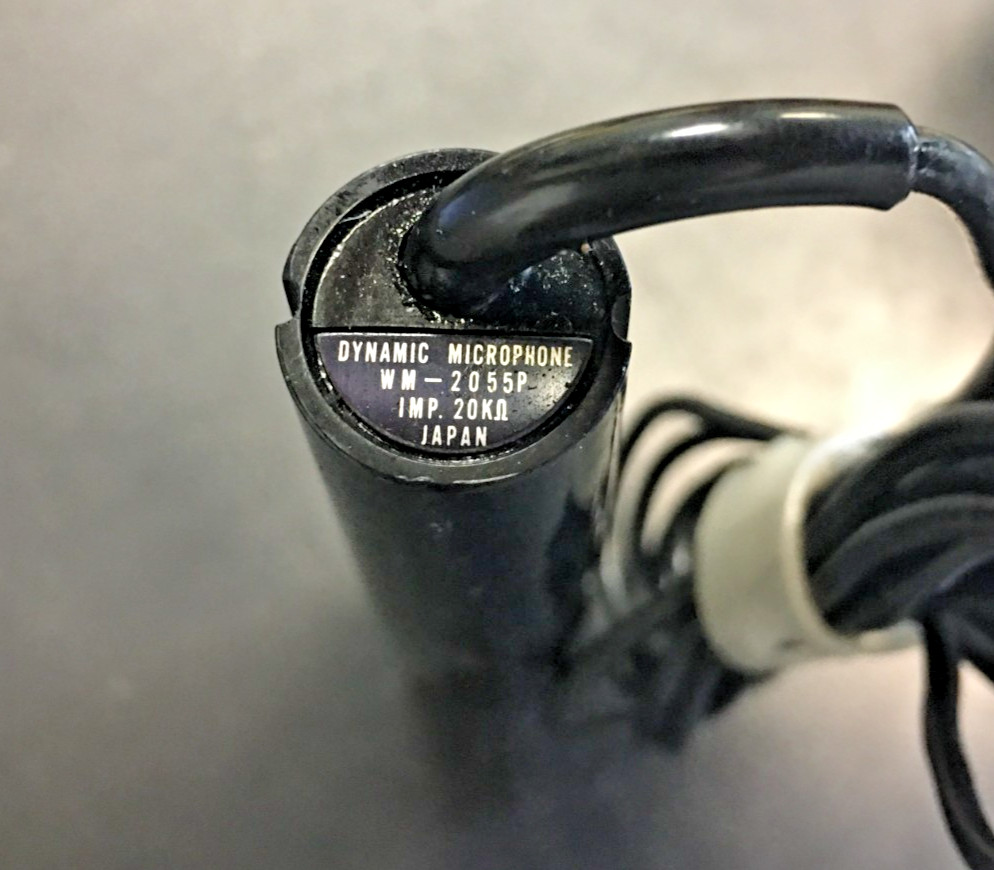 DYNAMIC MICROPHONE
WM-2055P
IMP. 20KΩ
JAPAN